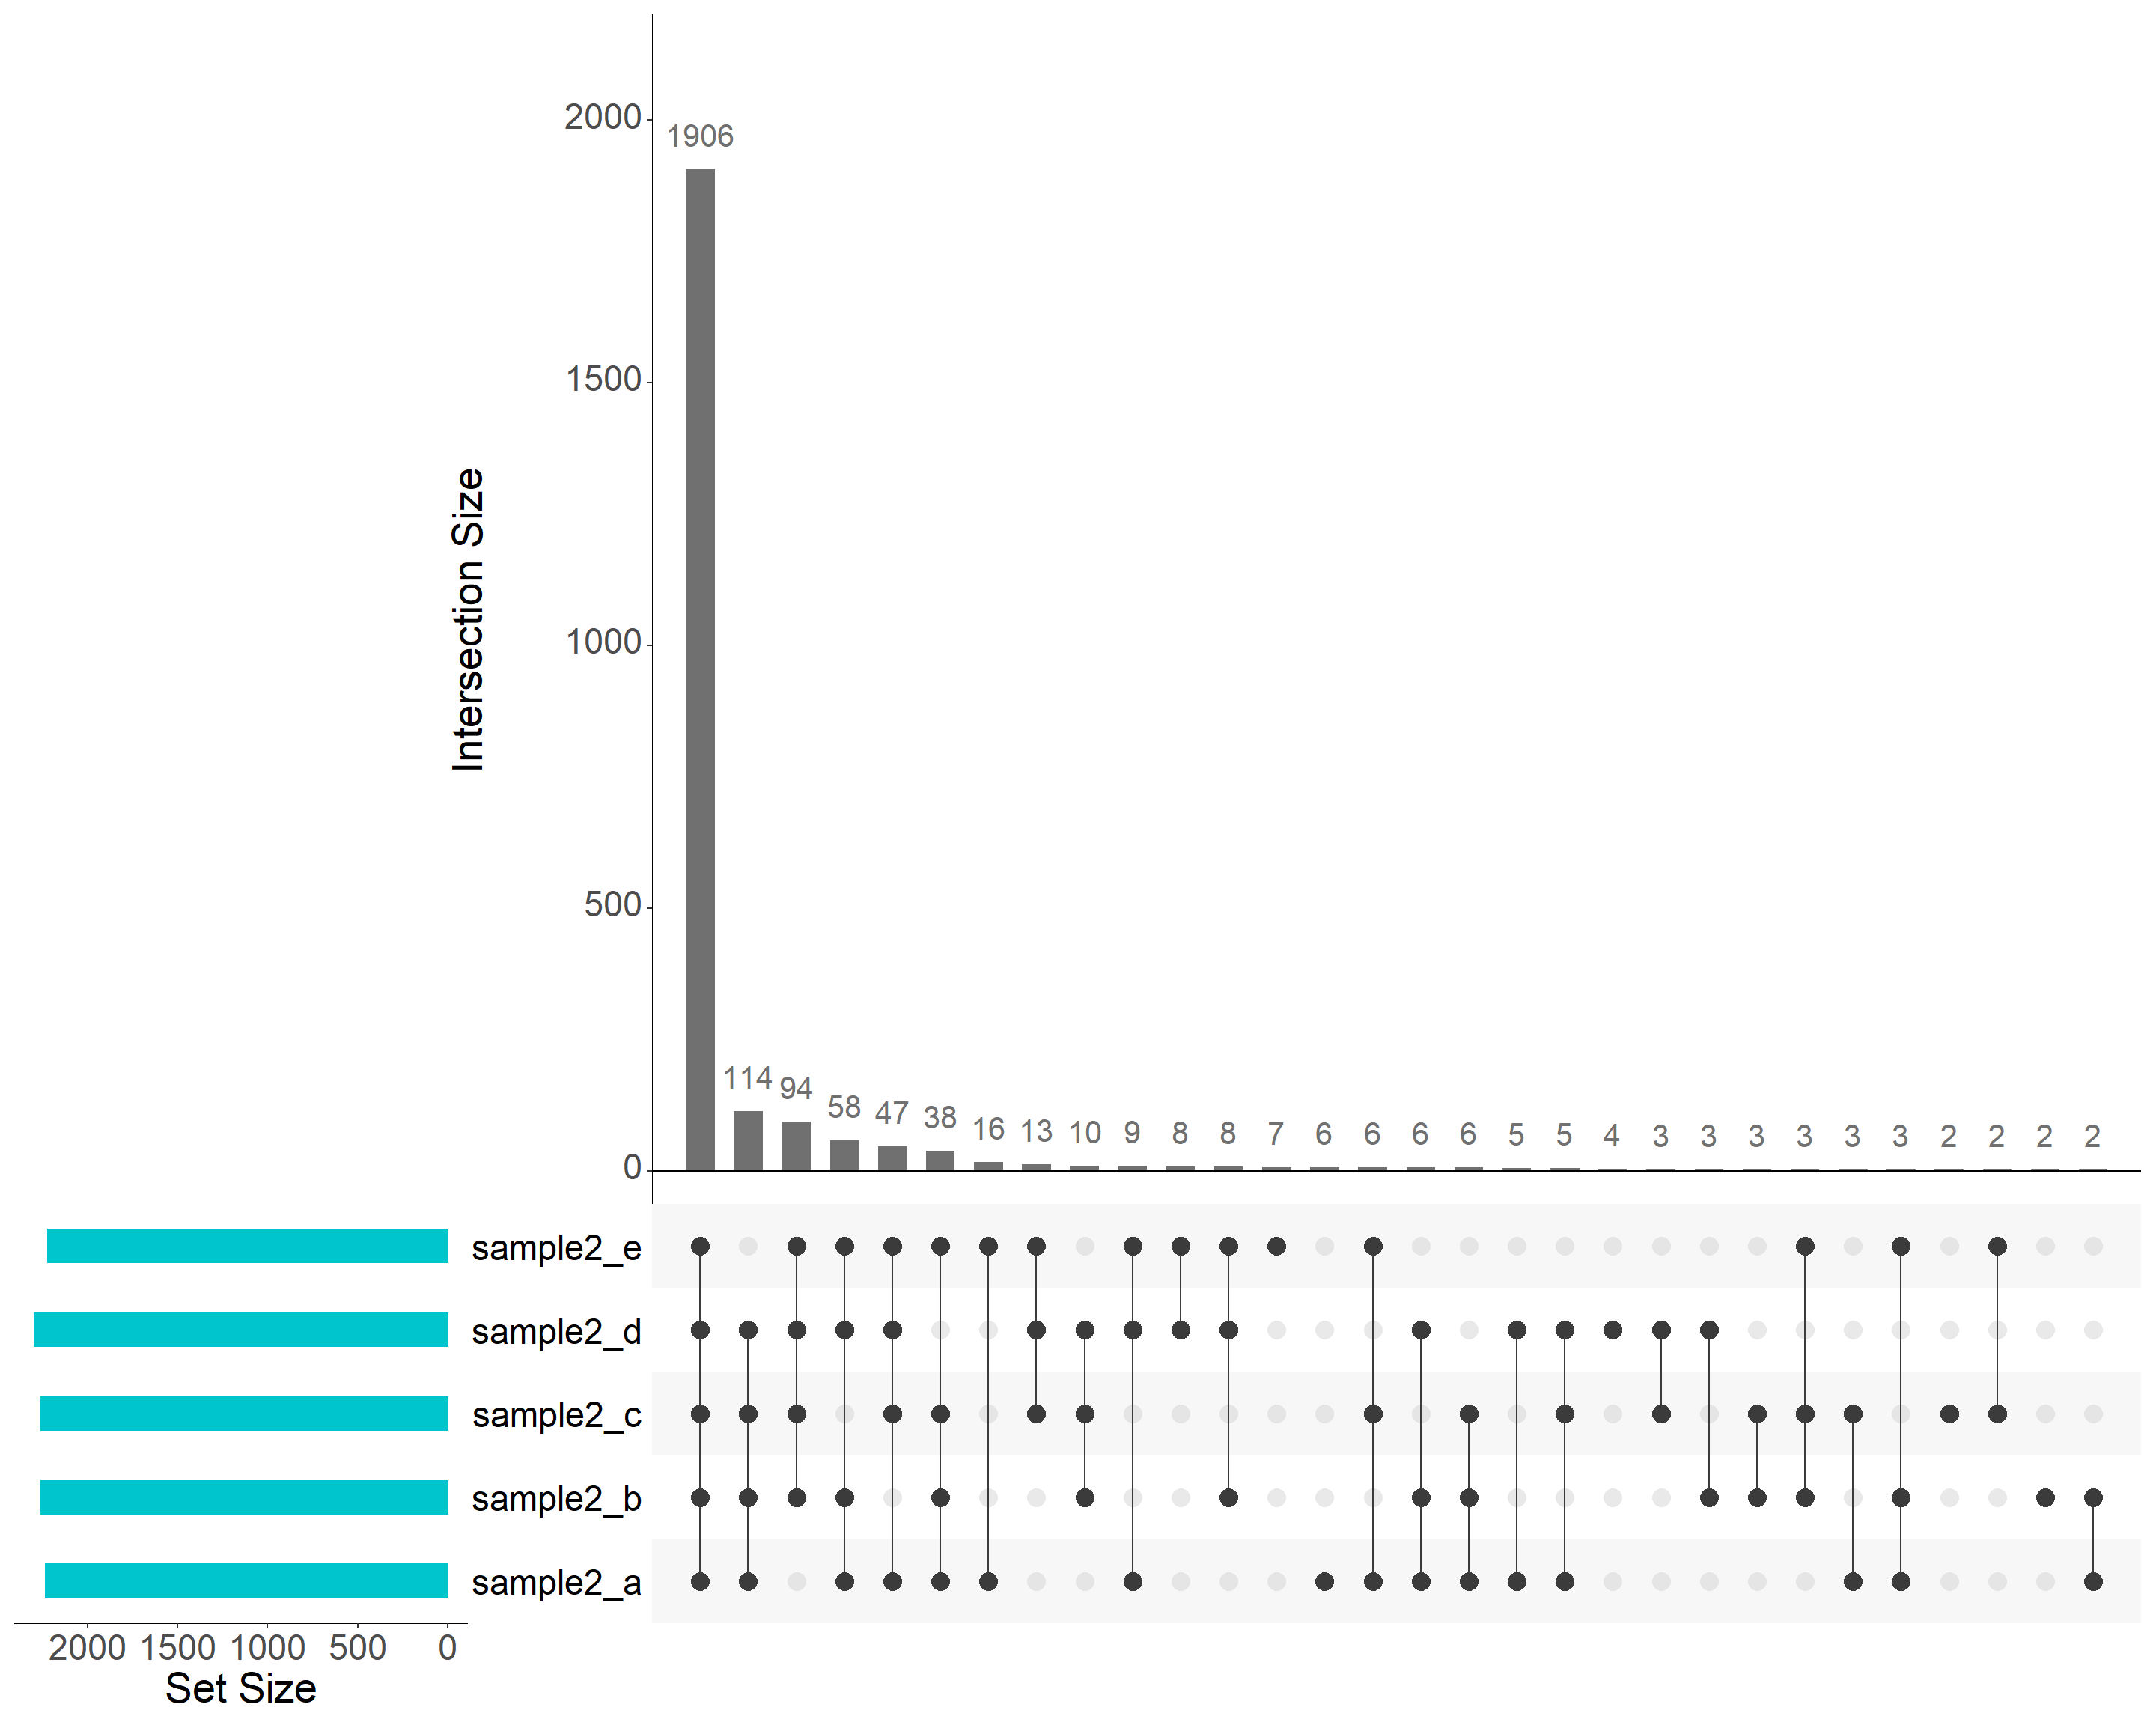 Intersection Size
2000
1500
1000
500
0
1906
114 94 58 47 38 16 13 10 9 8 8 7 6 6 6 6 5 5 4 3 3 3 3 3 3 2 2 2 2
sample2_e
sample2_d
sample2_c
sample2_b
sample2_a
2000 1500 1000 500 0
Set Size